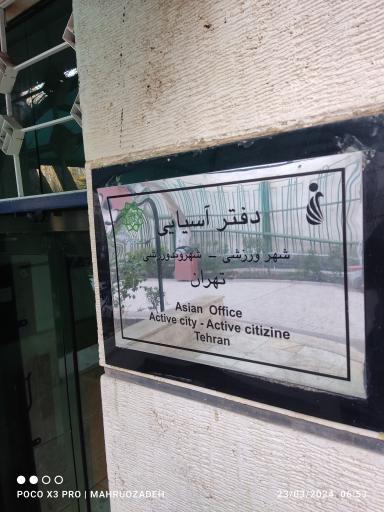 دفتر آسیایی
شهر ورزشی - شهروند ورزشی
تهران
Asian Office
Active city - Active citizine
Tehran
POCO X3 PRO | MAHRUOZADEH
23/03/2024 06:53